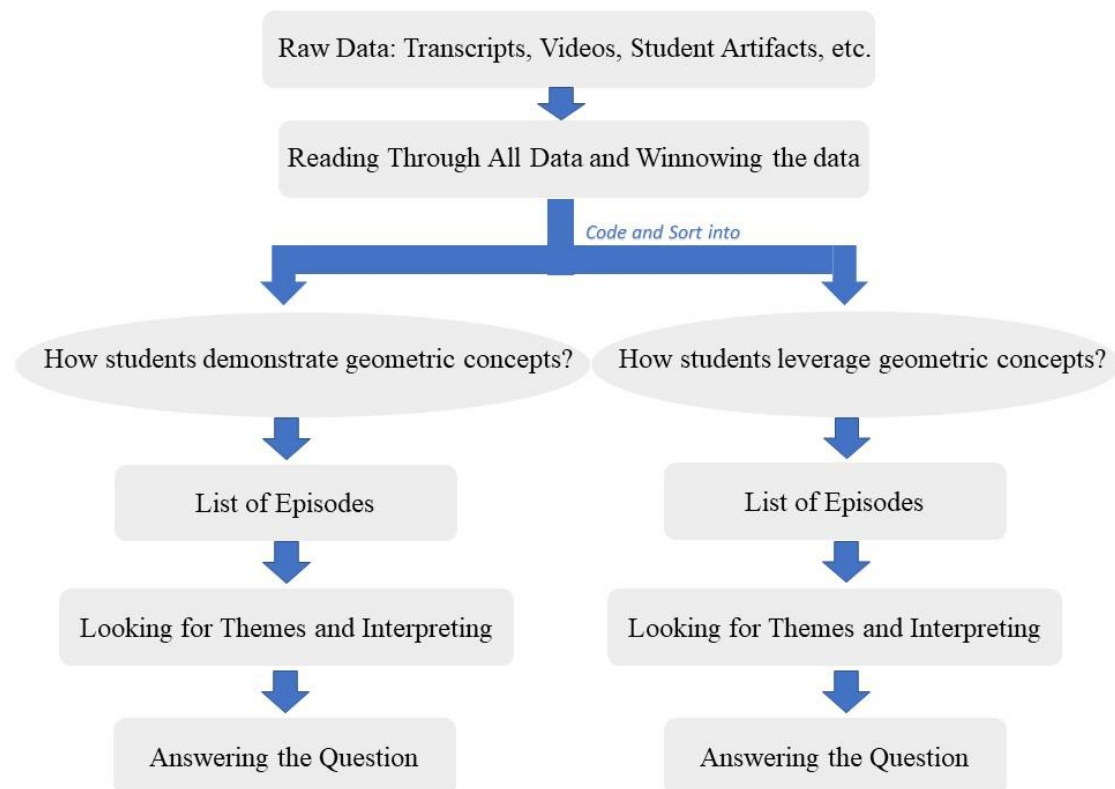 Raw Data: Transcripts, Videos, Student Artifacts, etc.
Reading Through All Data and Winnowing the data
Code and Sort into
How students demonstrate geometric concepts?
How students leverage geometric concepts?
List of Episodes
List of Episodes
Looking for Themes and Interpreting
Looking for Themes and Interpreting
Answering the Question
Answering the Question